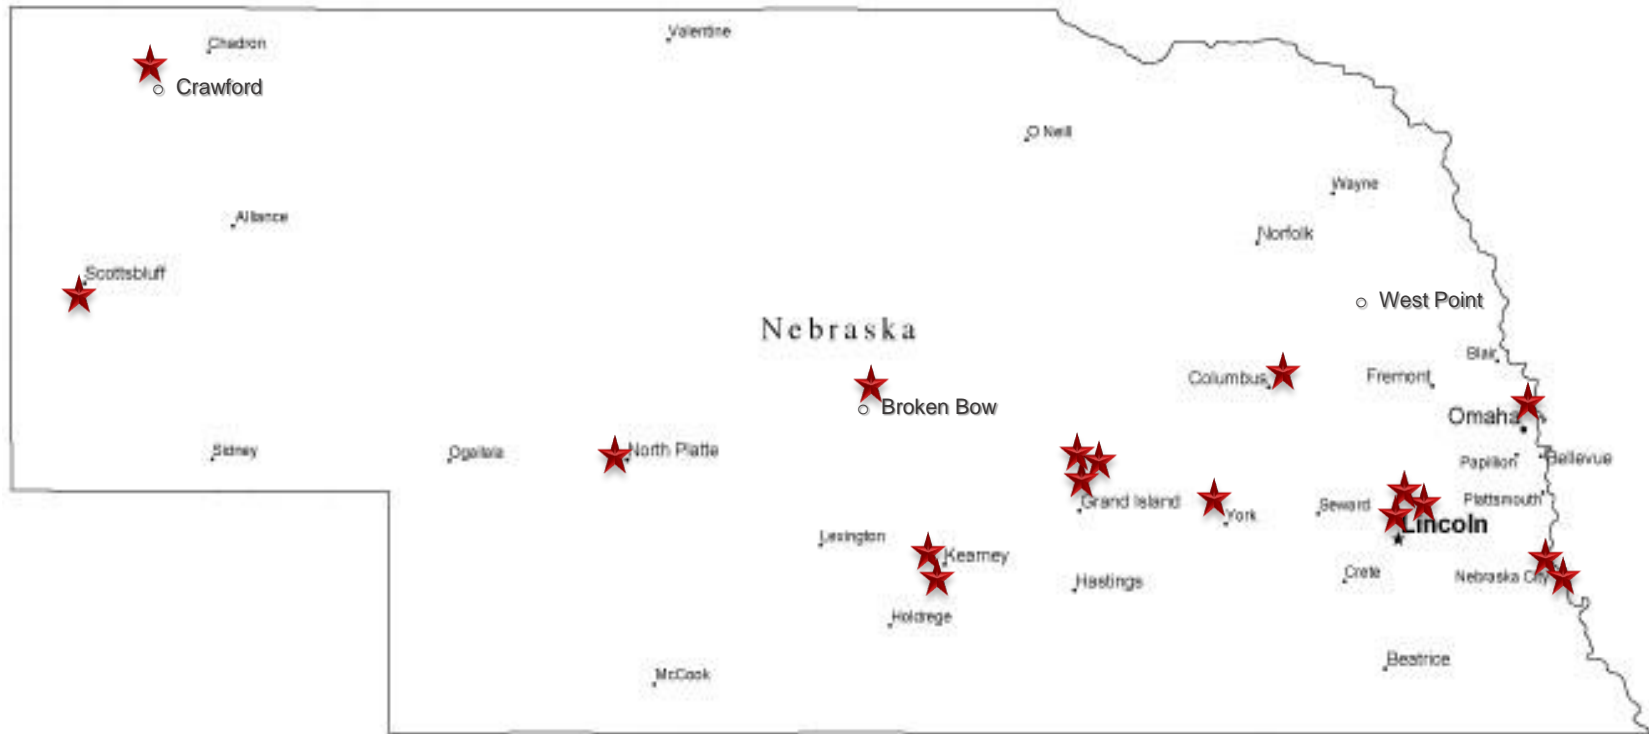 Valentine
Chadron
Crawford
O Neill
Wayne
Alliance
Norfolk
Scottsbluff
West Point
Nebraska
Blair
Columbus
Fremont
Broken Bow
Omaha
Sidney
Ogallala
North Platte
Papillion
Bellevue
Grand Island
York
Seward
Plattsmouth
Lincoln
Lexington
Kearney
Hastings
Crete
Nebraska City
Holdrege
Beatrice
McCook